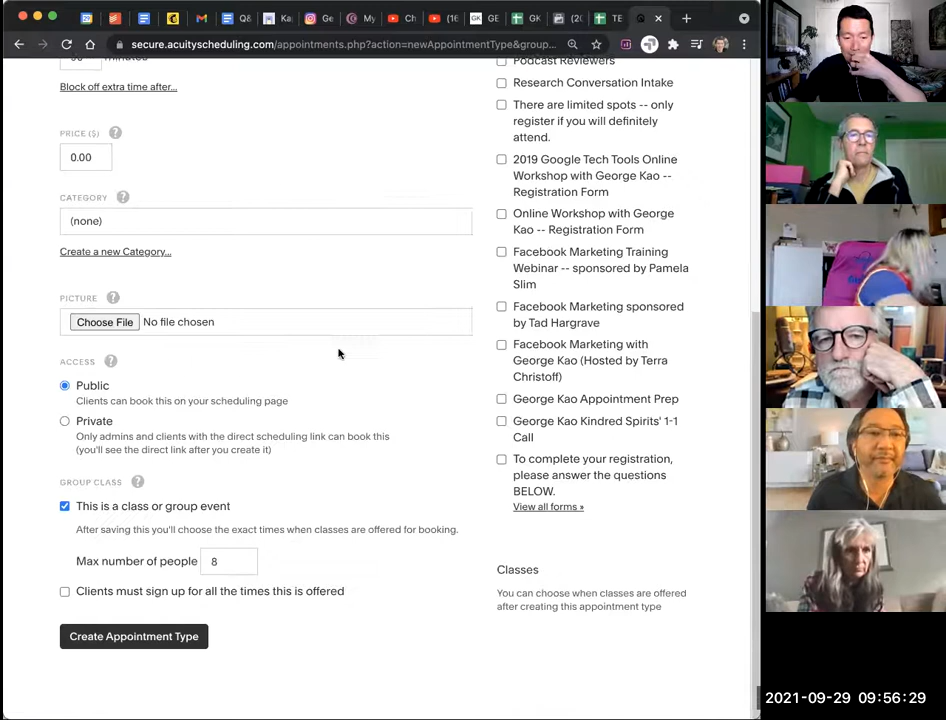 Q&
Ka
Ge
My
Ch
(16
GE
GK
(20
TE
secure.acuityscheduling.com/appointments.php?action=newAppointmentType&group...
minutes
Block off extra time after...
PRICE ($) ?
0.00
CATEGORY ?
(none)
Create a new Category...
PICTURE ?
Choose File No file chosen
ACCESS ?
Public
Clients can book this on your scheduling page
Private
Only admins and clients with the direct scheduling link can book this
(you'll see the direct link after you create it)
GROUP CLASS ?
This is a class or group event
After saving this you'll choose the exact times when classes are offered for booking.
Max number of people 8
Clients must sign up for all the times this is offered
Create Appointment Type
Podcast Reviewers
Research Conversation Intake
There are limited spots -- only
register if you will definitely
attend.
2019 Google Tech Tools Online
Workshop with George Kao --
Registration Form
Online Workshop with George
Kao -- Registration Form
Facebook Marketing Training
Webinar -- sponsored by Pamela
Slim
Facebook Marketing sponsored
by Tad Hargrave
Facebook Marketing with
George Kao (Hosted by Terra
Christoff)
George Kao Appointment Prep
George Kao Kindred Spirits' 1-1
Call
To complete your registration,
please answer the questions
BELOW.
View all forms »
Classes
You can choose when classes are offered
after creating this appointment type
2021-09-29 09:56:29